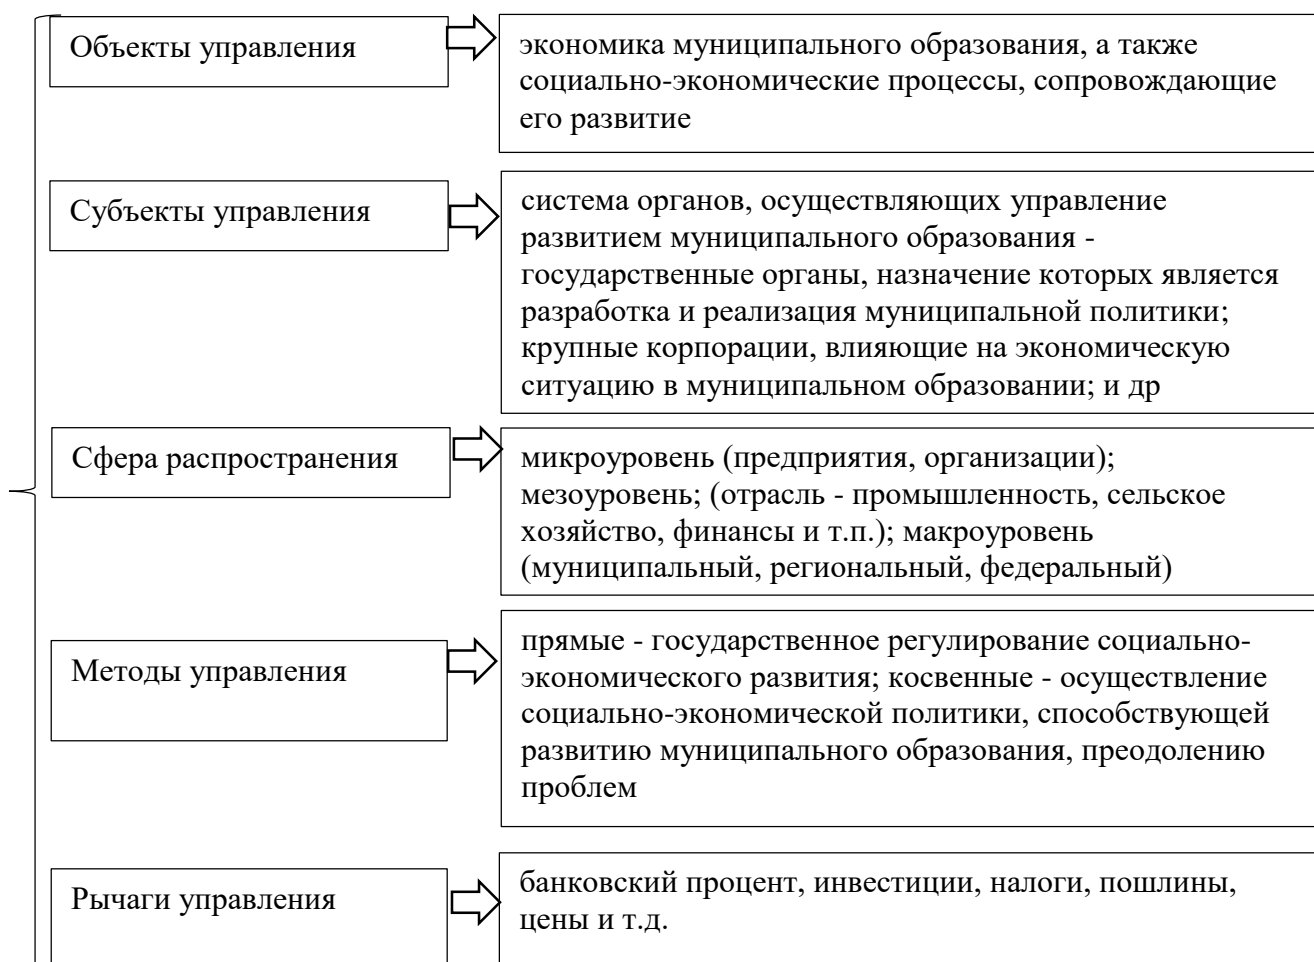 Объекты управления
экономика муниципального образования, а также
социально-экономические процессы, сопровождающие
его развитие
Субъекты управления
система органов, осуществляющих управление
развитием муниципального образования -
государственные органы, назначение которых является
разработка и реализация муниципальной политики;
крупные корпорации, влияющие на экономическую
ситуацию в муниципальном образовании; и др
Сфера распространения
микроуровень (предприятия, организации);
мезоуровень; (отрасль - промышленность, сельское
хозяйство, финансы и т.п.); макроуровень
(муниципальный, региональный, федеральный)
Методы управления
прямые - государственное регулирование социально-
экономического развития; косвенные - осуществление
социально-экономической политики, способствующей
развитию муниципального образования, преодолению
проблем
Рычаги управления
банковский процент, инвестиции, налоги, пошлины,
цены и т.д.